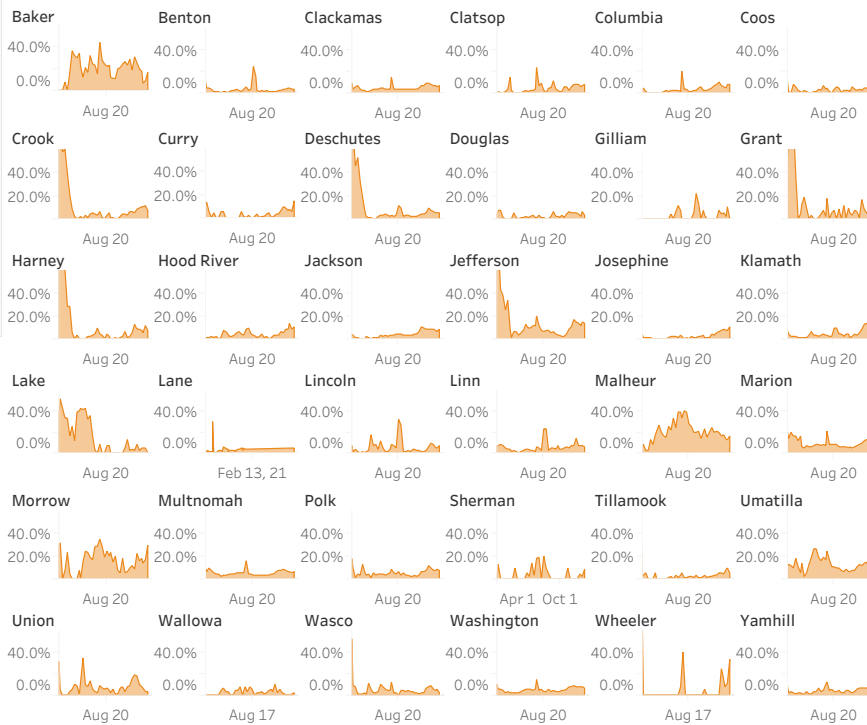 Baker Benton Clackamas Clatsop Columbia Coos
40.0% 40.0% 40.0% 40.0% 40.0% 40.0%
0.0% 0.0% 0.0% 0.0% 0.0% 0.0%
Aug 20 Aug 20 Aug 20 Aug 20 Aug 20 Aug 20
Crook Curry Deschutes Douglas Gilliam Grant
40.0% 40.0% 40.0% 40.0% 40.0% 40.0%
20.0% 20.0% 20.0% 20.0% 20.0% 20.0%
Aug 20 Aug 20 Aug 20 Aug 20 Aug 20 Aug 20
Harney Hood River Jackson Jefferson Josephine Klamath
40.0% 40.0% 40.0% 40.0% 40.0% 40.0%
20.0% 20.0% 20.0% 20.0% 20.0% 20.0%
Aug 20 Aug 20 Aug 20 Aug 20 Aug 20 Aug 20
Lake Lane Lincoln Linn Malheur Marion
40.0% 40.0% 40.0% 40.0% 40.0% 40.0%
0.0% 0.0% 0.0% 0.0% 0.0% 0.0%
Aug 20 Feb 13, 21 Aug 20 Aug 20 Aug 20 Aug 20
Morrow Multnomah Polk Sherman Tillamook Umatilla
40.0% 40.0% 40.0% 40.0% 40.0% 40.0%
20.0% 20.0% 20.0% 20.0% 20.0% 20.0%
Aug 20 Aug 20 Aug 20 Apr 1 Oct 1 Aug 20 Aug 20
Union Wallowa Wasco Washington Wheeler Yamhill
40.0% 40.0% 40.0% 40.0% 40.0% 40.0%
0.0% 0.0% 0.0% 0.0% 0.0% 0.0%
Aug 20 Aug 17 Aug 20 Aug 20 Aug 20 Aug 20